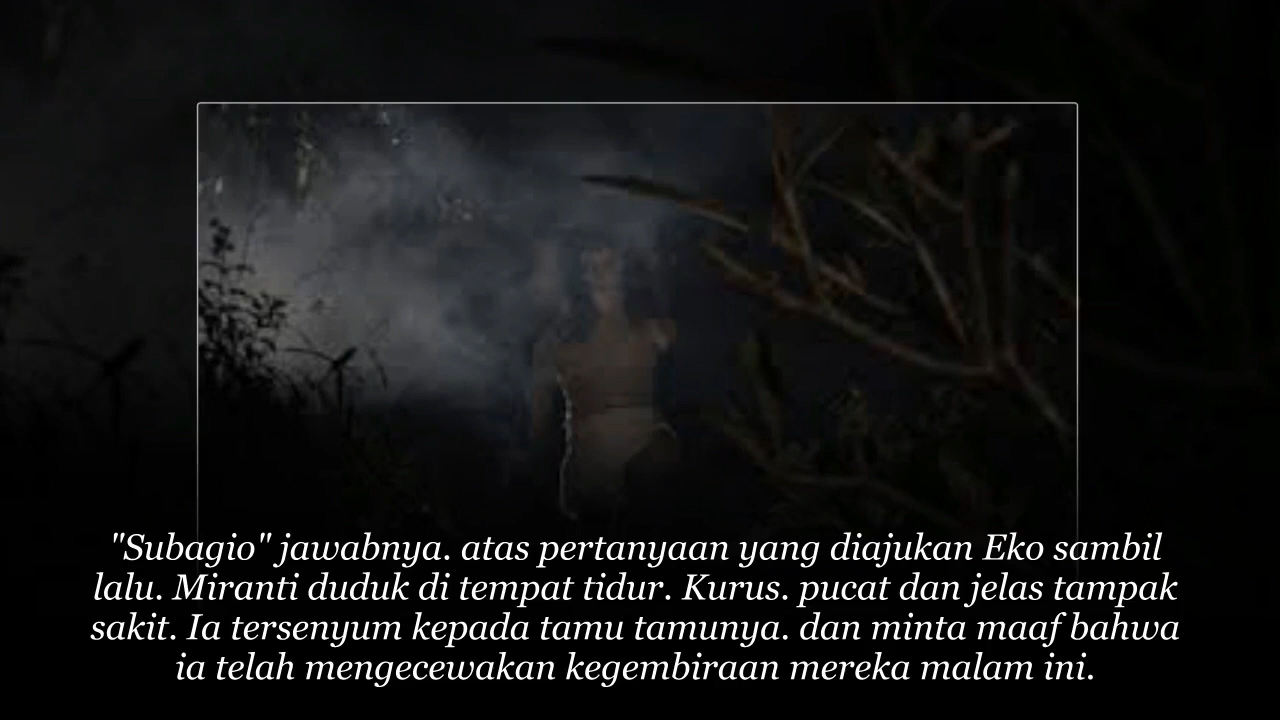 "Subagio" jawabnya. atas pertanyaan yang diajukan Eko sambil
lalu. Miranti duduk di tempat tidur. Kurus. pucat dan jelas tampak
sakit. Ia tersenyum kepada tamu tamunya. dan minta maaf bahwa
ia telah mengecewakan kegembiraan mereka malam ini.